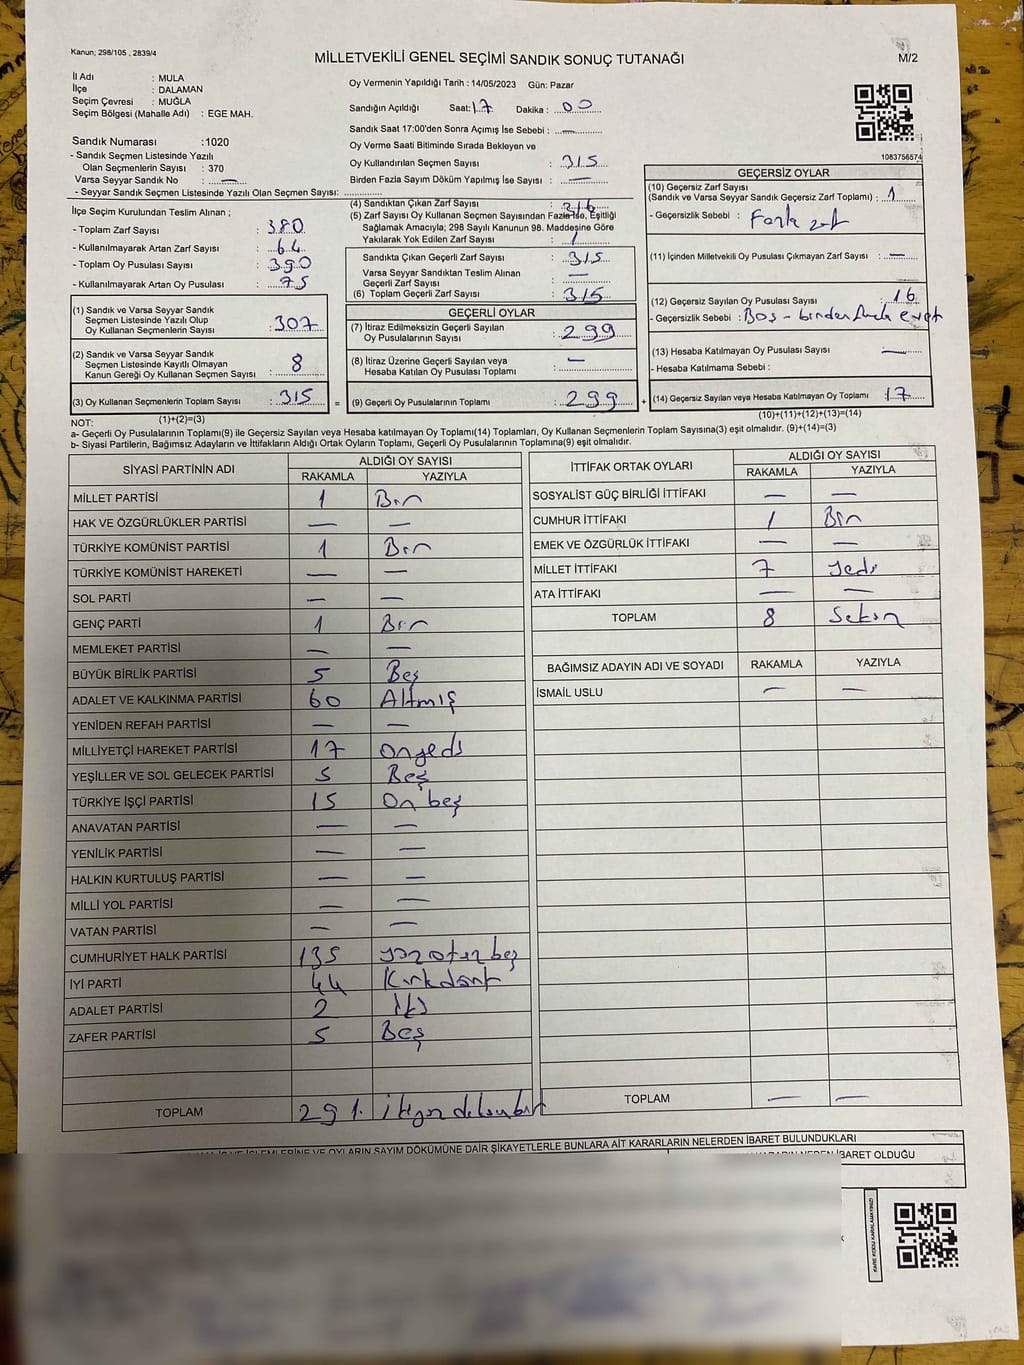 Kanun; 298/105 , 2839/4
MİLLETVEKİLİ GENEL SEÇİMİ SANDIK SONUÇ TUTANAĞI
M/2
İl Adı : MULA
İlçe : DALAMAN
Seçim Çevresi : MUĞLA
Seçim Bölgesi (Mahalle Adı) : EGE MAH.
Oy Vermenin Yapıldığı Tarih : 14/05/2023 Gün: Pazar
Sandığın Açıldığı Saat: 17 Dakika : 00
Sandık Saat 17:00'den Sonra Açımış İse Sebebi : —
Sandık Numarası :1020
- Sandık Seçmen Listesinde Yazılı
Olan Seçmenlerin Sayısı : 370
Varsa Seyyar Sandık No : —
- Seyyar Sandık Seçmen Listesinde Yazılı Olan Seçmen Sayısı:
Oy Verme Saati Bitiminde Sırada Bekleyen ve
Oy Kullandırılan Seçmen Sayısı : 315
Birden Fazla Sayım Döküm Yapılmış İse Sayısı : —
1083756574
İlçe Seçim Kurulundan Teslim Alınan ;
- Toplam Zarf Sayısı : 380
- Kullanılmayarak Artan Zarf Sayısı : 64
- Toplam Oy Pusulası Sayısı : 390
- Kullanılmayarak Artan Oy Pusulası : 75
(4) Sandıktan Çıkan Zarf Sayısı : 316
(5) Zarf Sayısı Oy Kullanan Seçmen Sayısından Fazla İse, Eşitliği
Sağlamak Amacıyla; 298 Sayılı Kanunun 98. Maddesine Göre
Yakılarak Yok Edilen Zarf Sayısı : 1
Sandıkta Çıkan Geçerli Zarf Sayısı : 315
Varsa Seyyar Sandıktan Teslim Alınan
Geçerli Zarf Sayısı : —
(6) Toplam Geçerli Zarf Sayısı : 315
GEÇERSİZ OYLAR
(10) Geçersiz Zarf Sayısı
(Sandık ve Varsa Seyyar Sandık Geçersiz Zarf Toplamı) : 1
- Geçersizlik Sebebi : Fazla zarf
(11) İçinden Milletvekili Oy Pusulası Çıkmayan Zarf Sayısı : —
(12) Geçersiz Sayılan Oy Pusulası Sayısı : 16
- Geçersizlik Sebebi : Boş - birden fazla evet
(13) Hesaba Katılmayan Oy Pusulası Sayısı —
- Hesaba Katılmama Sebebi :
(14) Geçersiz Sayılan veya Hesaba Katılmayan Oy Toplamı 17
(1) Sandık ve Varsa Seyyar Sandık
Seçmen Listesinde Yazılı Olup
Oy Kullanan Seçmenlerin Sayısı : 307
(2) Sandık ve Varsa Seyyar Sandık
Seçmen Listesinde Kayıtlı Olmayan
Kanun Gereği Oy Kullanan Seçmen Sayısı : 8
(3) Oy Kullanan Seçmenlerin Toplam Sayısı : 315 =
GEÇERLİ OYLAR
(7) İtiraz Edilmeksizin Geçerli Sayılan
Oy Pusulalarının Sayısı : 299
(8) İtiraz Üzerine Geçerli Sayılan veya
Hesaba Katılan Oy Pusulası Toplamı : —
(9) Geçerli Oy Pusulalarının Toplamı : 299 +
NOT: (1)+(2)=(3)
(10)+(11)+(12)+(13)=(14)
a- Geçerli Oy Pusulalarının Toplamı(9) ile Geçersiz Sayılan veya Hesaba katılmayan Oy Toplamı(14) Toplamları, Oy Kullanan Seçmenlerin Toplam Sayısına(3) eşit olmalıdır. (9)+(14)=(3)
b- Siyasi Partilerin, Bağımsız Adayların ve İttifakların Aldığı Ortak Oyların Toplamı, Geçerli Oy Pusulalarının Toplamına(9) eşit olmalıdır.
SİYASİ PARTİNİN ADI ALDIĞI OY SAYISI
RAKAMLA YAZIYLA
MİLLET PARTİSİ 1 Bir
HAK VE ÖZGÜRLÜKLER PARTİSİ — —
TÜRKİYE KOMÜNİST PARTİSİ 1 Bir
TÜRKİYE KOMÜNİST HAREKETİ — —
SOL PARTİ — —
GENÇ PARTİ 1 Bir
MEMLEKET PARTİSİ — —
BÜYÜK BİRLİK PARTİSİ 5 Beş
ADALET VE KALKINMA PARTİSİ 60 Altmış
YENİDEN REFAH PARTİSİ — —
MİLLİYETÇİ HAREKET PARTİSİ 17 onyedi
YEŞİLLER VE SOL GELECEK PARTİSİ 5 Beş
TÜRKİYE İŞÇİ PARTİSİ 15 On beş
ANAVATAN PARTİSİ — —
YENİLİK PARTİSİ — —
HALKIN KURTULUŞ PARTİSİ — —
MİLLİ YOL PARTİSİ — —
VATAN PARTİSİ — —
CUMHURİYET HALK PARTİSİ 135 yüzotuzbeş
İYİ PARTİ 44 Kırkdört
ADALET PARTİSİ 2 iki
ZAFER PARTİSİ 5 Beş
TOPLAM 291 ikiyüzdoksanbir
İTTİFAK ORTAK OYLARI ALDIĞI OY SAYISI
RAKAMLA YAZIYLA
SOSYALİST GÜÇ BİRLİĞİ İTTİFAKI — —
CUMHUR İTTİFAKI 1 Bir
EMEK VE ÖZGÜRLÜK İTTİFAKI — —
MİLLET İTTİFAKI 7 yedi
ATA İTTİFAKI — —
TOPLAM 8 Sekiz
BAĞIMSIZ ADAYIN ADI VE SOYADI RAKAMLA YAZIYLA
İSMAİL USLU — —
TOPLAM — —
İŞLEMLERİNE VE OYLARIN SAYIM DÖKÜMÜNE DAİR ŞİKAYETLERLE BUNLARA AİT KARARLARIN NELERDEN İBARET BULUNDUKLARI
NEDEN İBARET OLDUĞU
KARE KODU KARALAMAYINIZ!